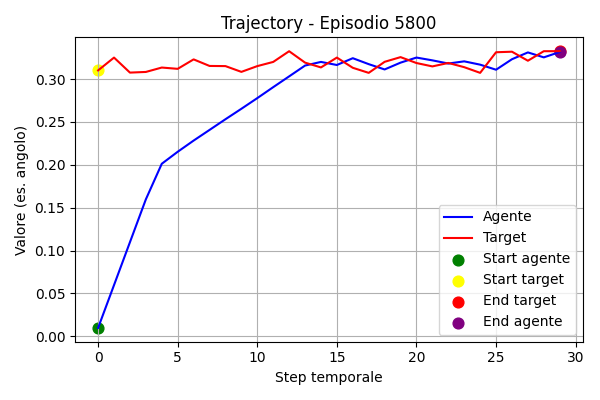 Trajectory - Episodio 5800
Valore (es. angolo)
0.30
0.25
0.20
0.15
0.10
0.05
0.00
Agente
Target
Start agente
Start target
End target
End agente
0 5 10 15 20 25 30
Step temporale